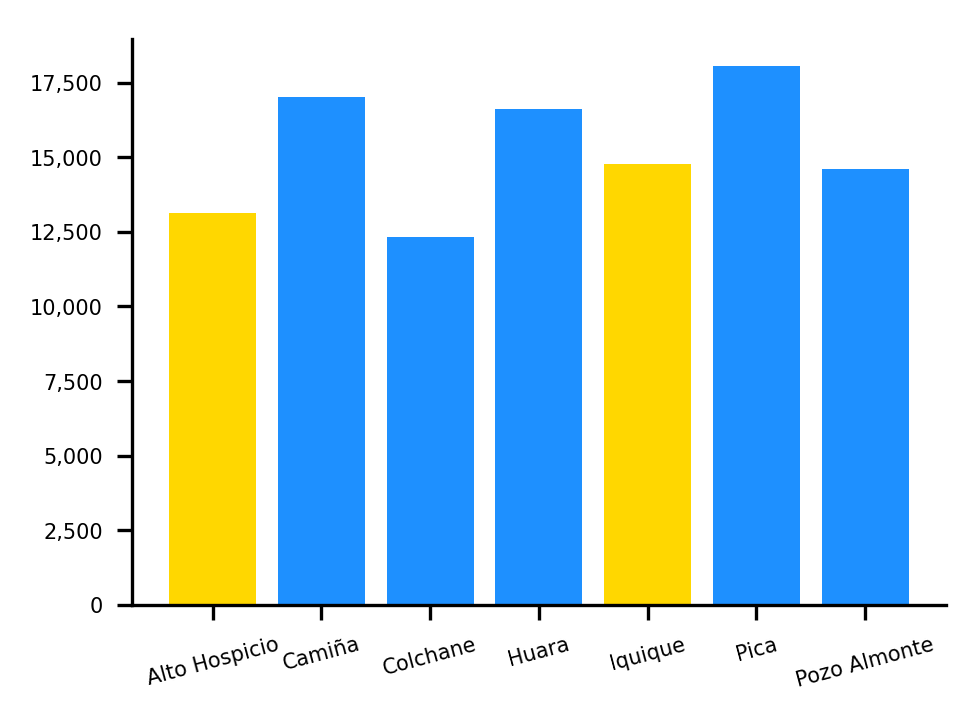 17,500
15,000
12,500
10,000
7,500
5,000
2,500
0
Alto Hospicio
Camiña
Colchane
Huara
Iquique
Pica
Pozo Almonte